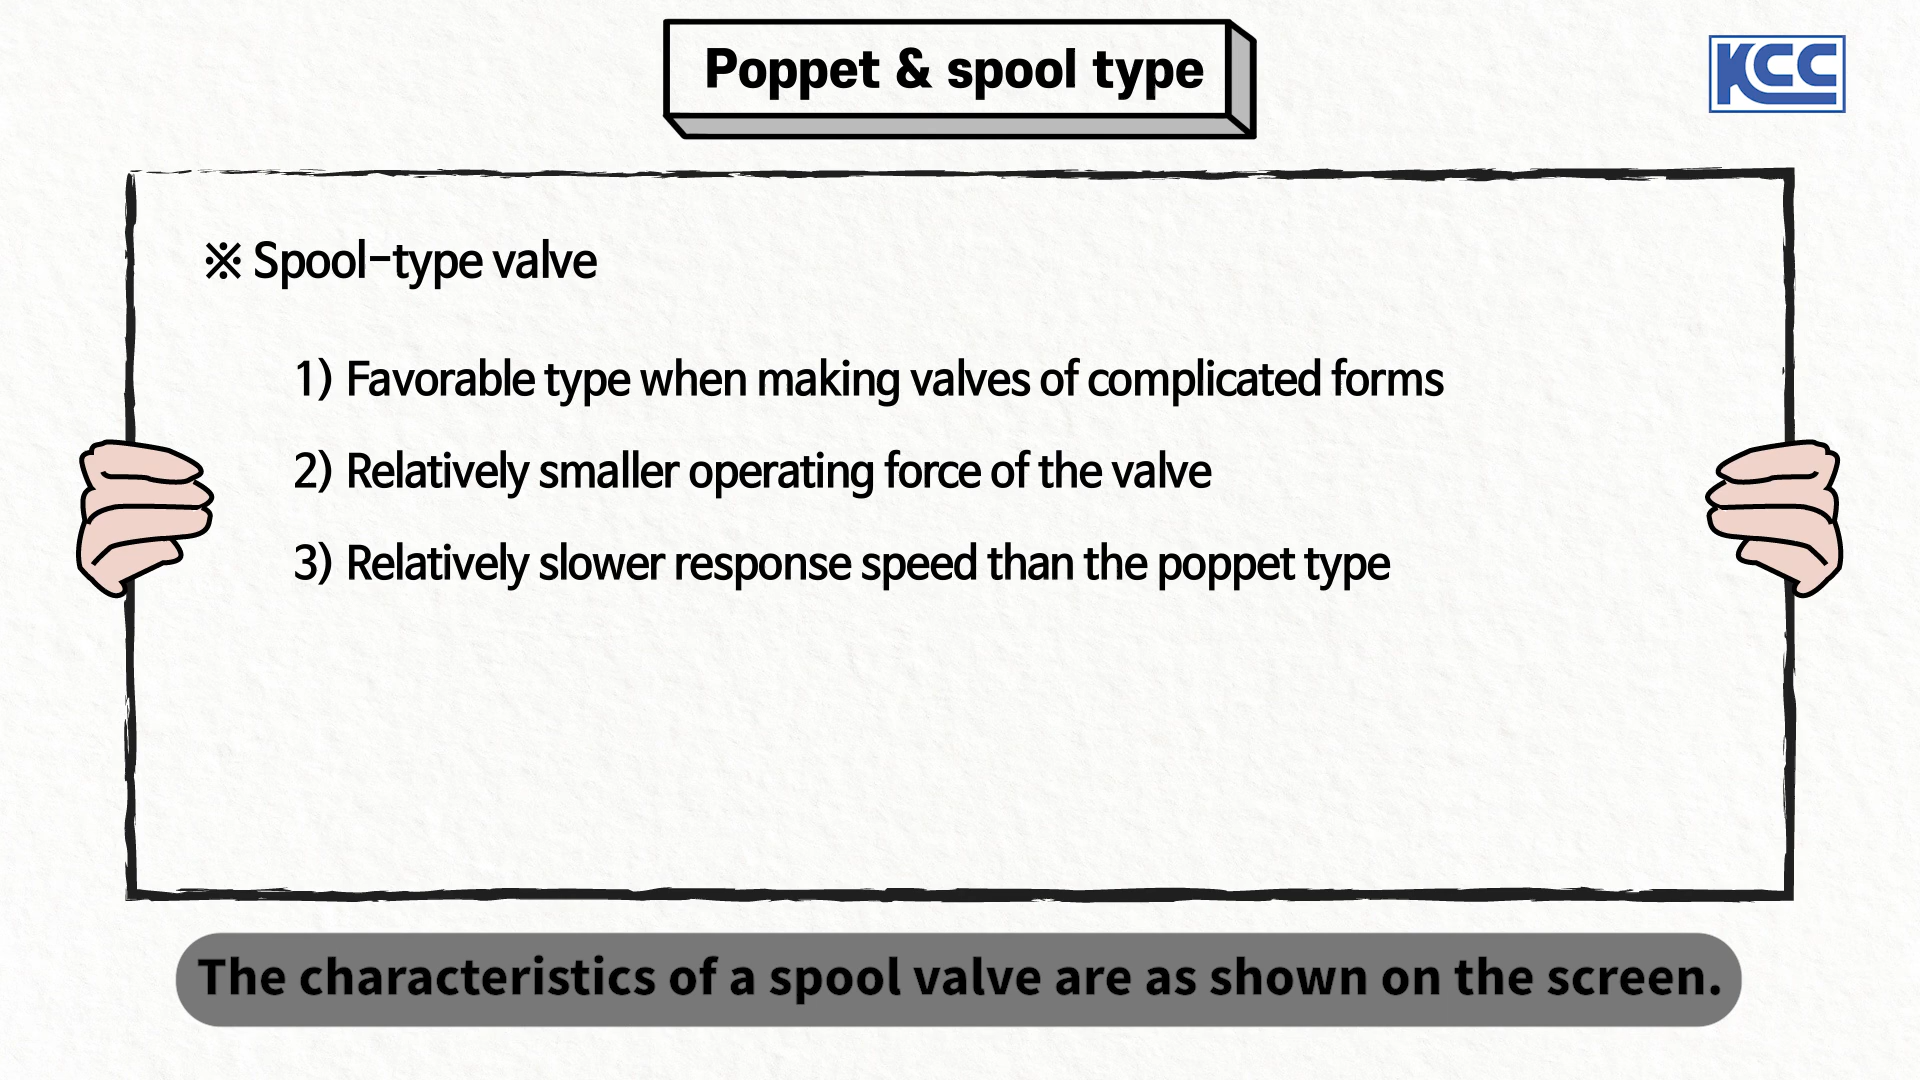 Poppet & spool type
KCC
※ Spool-type valve
1) Favorable type when making valves of complicated forms
2) Relatively smaller operating force of the valve
3) Relatively slower response speed than the poppet type
The characteristics of a spool valve are as shown on the screen.